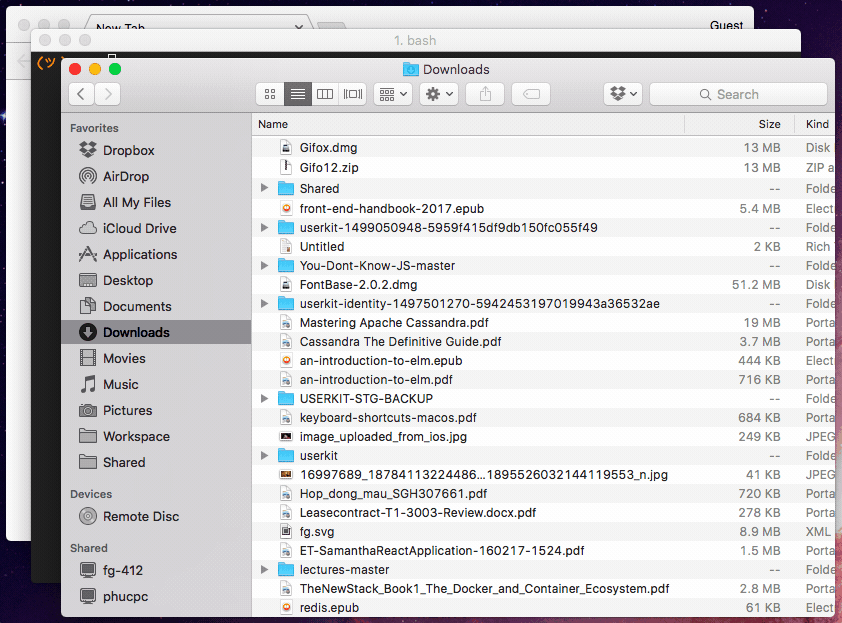 New Tab
Guest
1. bash
(ツ)
Downloads
Search
Favorites
Dropbox
AirDrop
All My Files
iCloud Drive
Applications
Desktop
Documents
Downloads
Movies
Music
Pictures
Workspace
Shared
Devices
Remote Disc
Shared
fg-412
phucpc
Name Size Kind
Gifox.dmg 13 MB Disk
Gifo12.zip 13 MB ZIP a
Shared -- Folde
front-end-handbook-2017.epub 5.4 MB Elect
userkit-1499050948-5959f415df9db150fc055f49 -- Folde
Untitled 2 KB Rich
You-Dont-Know-JS-master -- Folde
FontBase-2.0.2.dmg 51.2 MB Disk
userkit-identity-1497501270-5942453197019943a36532ae -- Folde
Mastering Apache Cassandra.pdf 19 MB Porta
Cassandra The Definitive Guide.pdf 3.7 MB Porta
an-introduction-to-elm.epub 444 KB Elect
an-introduction-to-elm.pdf 716 KB Porta
USERKIT-STG-BACKUP -- Folde
keyboard-shortcuts-macos.pdf 684 KB Porta
image_uploaded_from_ios.jpg 249 KB JPEG
userkit -- Folde
16997689_18784113224486...1895526032144119553_n.jpg 41 KB JPEG
Hop_dong_mau_SGH307661.pdf 720 KB Porta
Leasecontract-T1-3003-Review.docx.pdf 278 KB Porta
fg.svg 8.9 MB XML
ET-SamanthaReactApplication-160217-1524.pdf 1.5 MB Porta
lectures-master -- Folde
TheNewStack_Book1_The_Docker_and_Container_Ecosystem.pdf 2.8 MB Porta
redis.epub 61 KB Elect